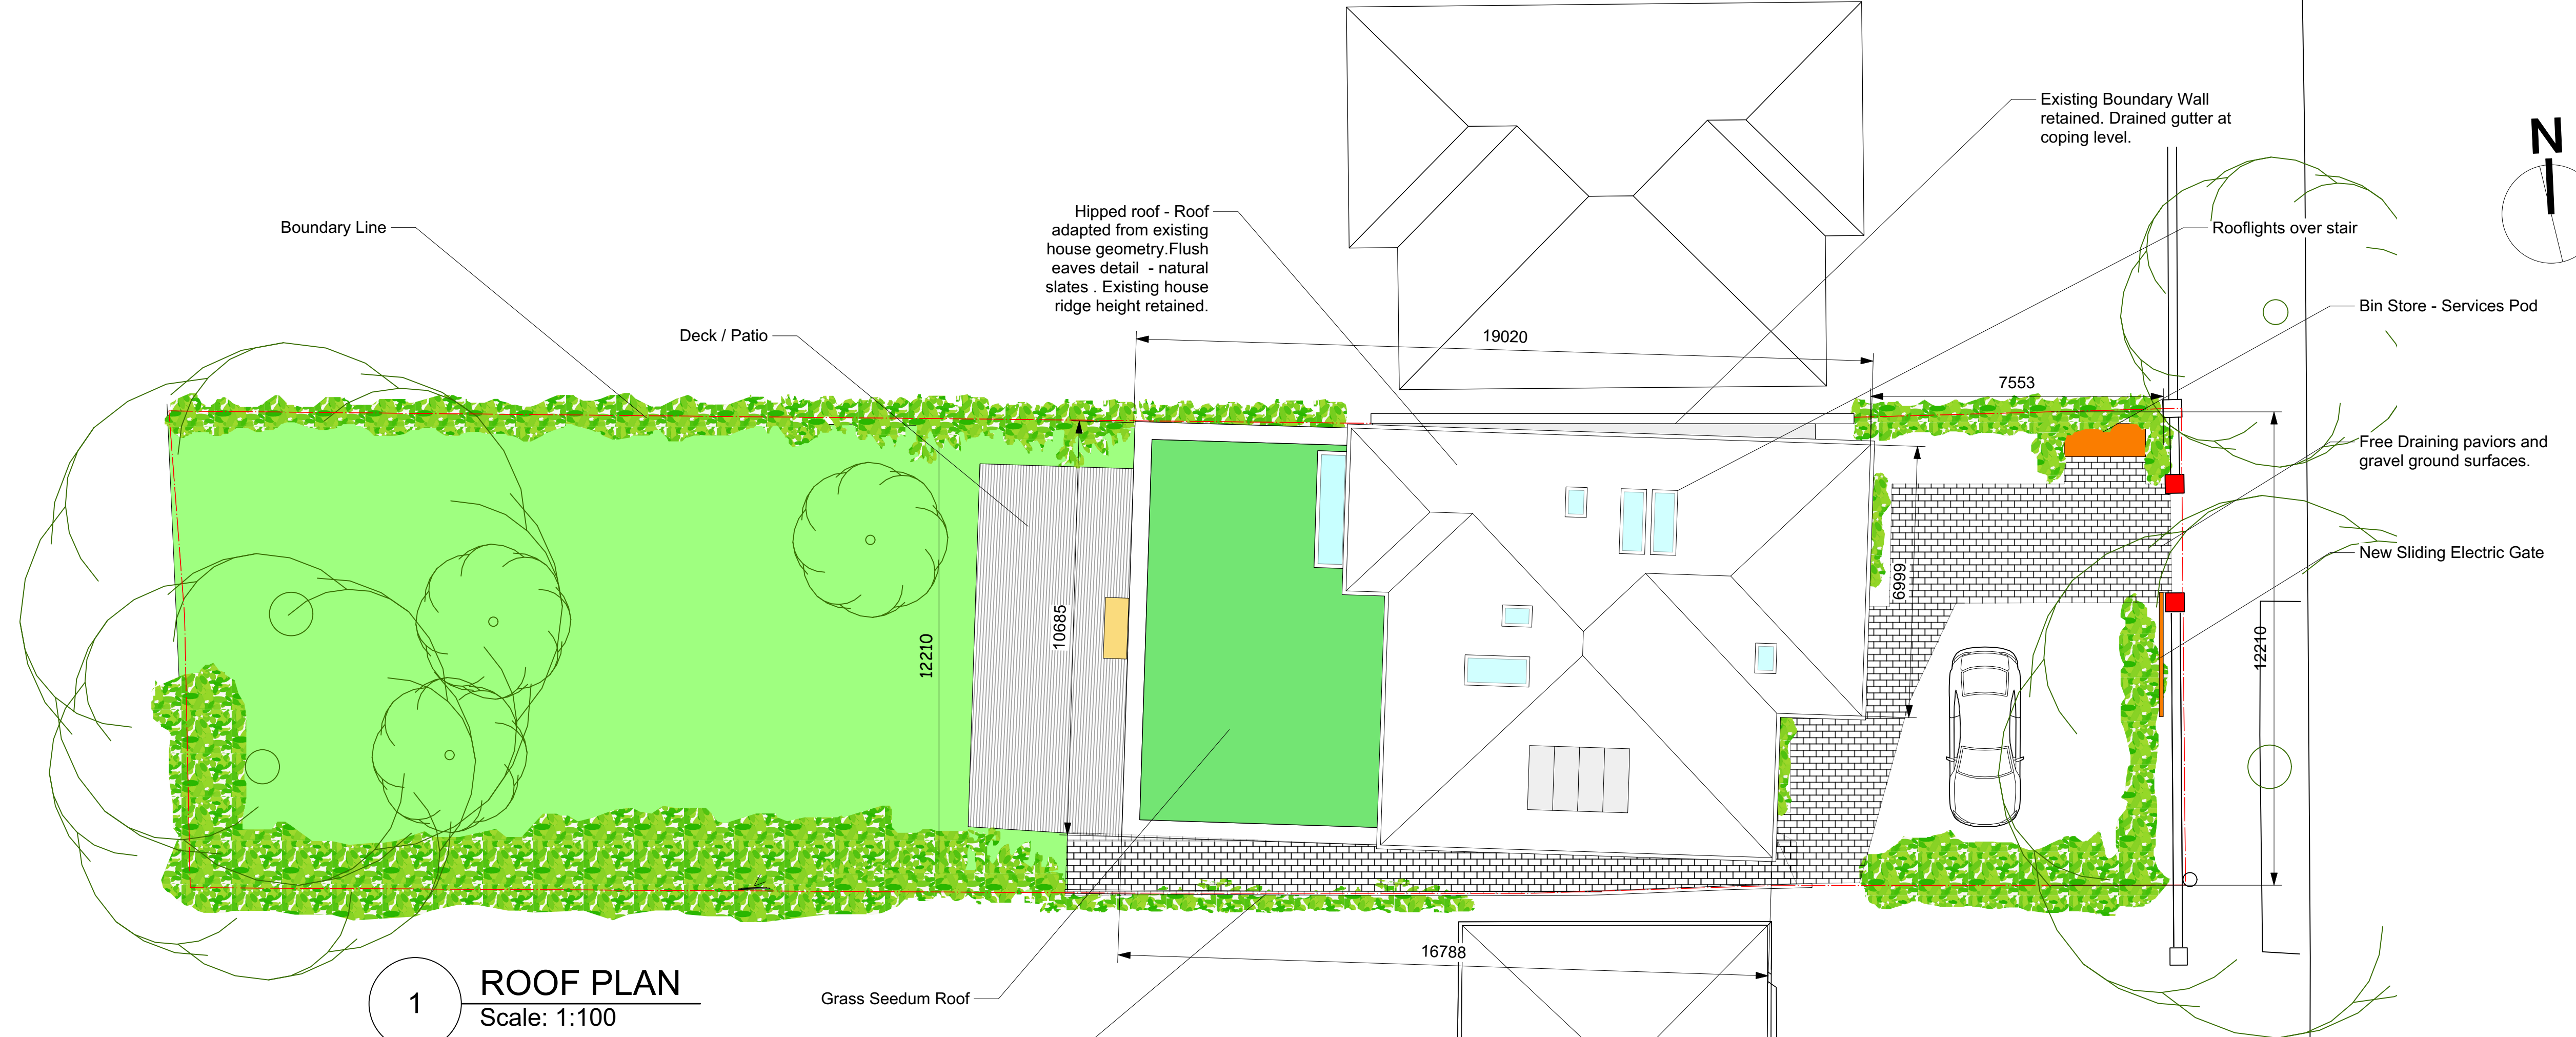 Existing Boundary Wall
retained. Drained gutter at
coping level.
N
Hipped roof - Roof
adapted from existing
house geometry.Flush
eaves detail - natural
slates . Existing house
ridge height retained.
Boundary Line
Rooflights over stair
Bin Store - Services Pod
Deck / Patio
19020
7553
Free Draining paviors and
gravel ground surfaces.
New Sliding Electric Gate
6999
10685
12210
12210
16788
Grass Seedum Roof
1
ROOF PLAN
Scale: 1:100